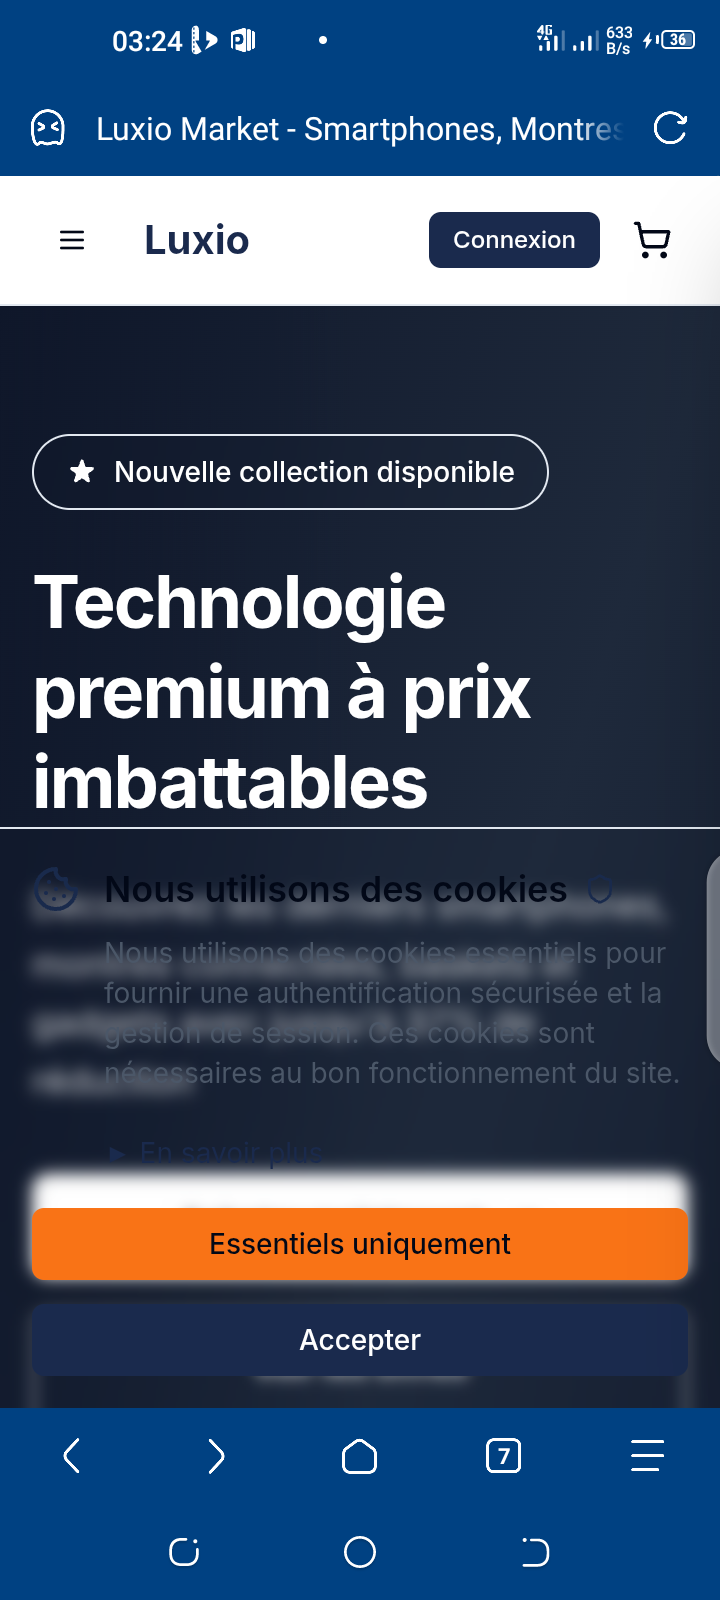 03:24
4G
633
B/s
36
Luxio Market - Smartphones, Montres
Luxio
Connexion
Nouvelle collection disponible
Technologie
premium à prix
imbattables
Nous utilisons des cookies
Nous utilisons des cookies essentiels pour
fournir une authentification sécurisée et la
gestion de session. Ces cookies sont
nécessaires au bon fonctionnement du site.
► En savoir plus
Essentiels uniquement
Accepter
7